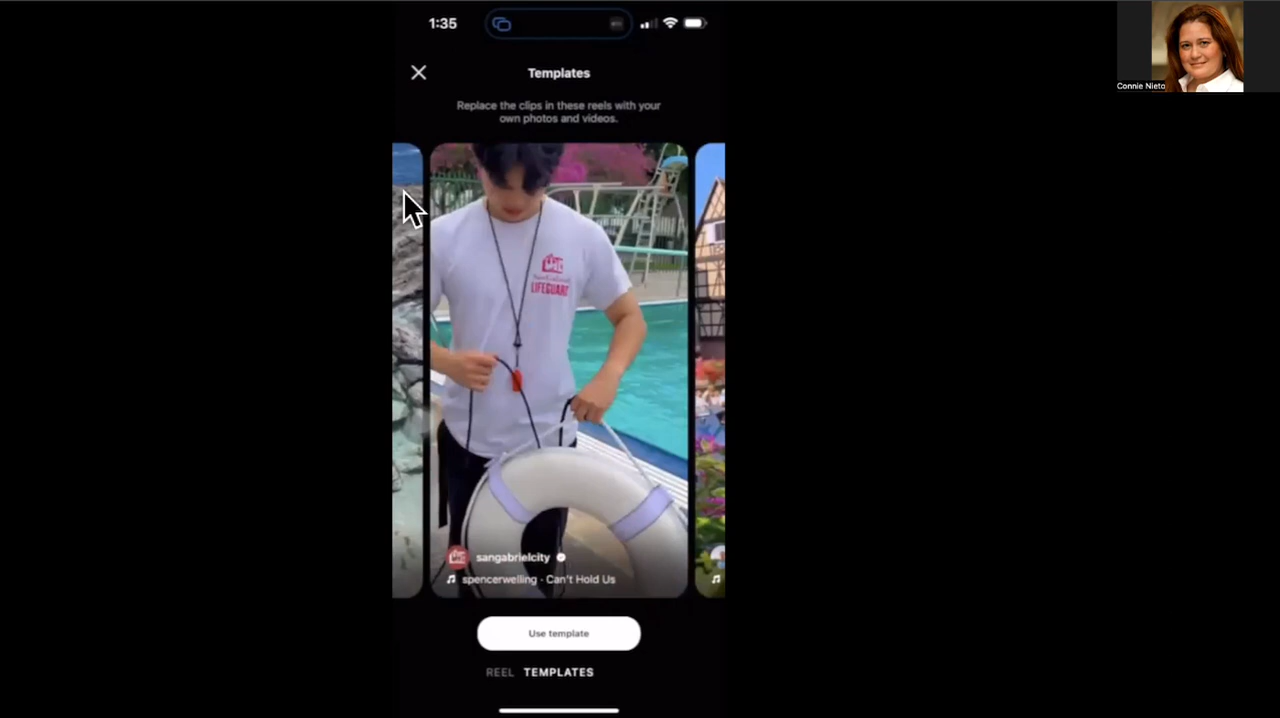 1:35
Connie Nieto
Templates
Replace the clips in these reels with your
own photos and videos.
LIFEGUARD
sangabrielcity
spencerwelling · Can't Hold Us
Use template
REEL TEMPLATES